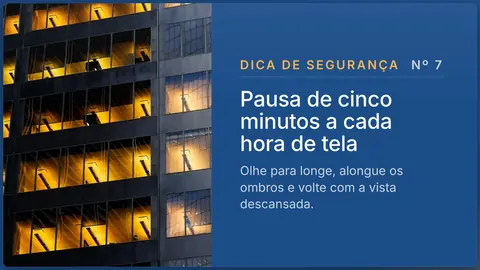 DICA DE SEGURANÇA Nº 7
Pausa de cinco
minutos a cada
hora de tela
Olhe para longe, alongue os
ombros e volte com a vista
descansada.